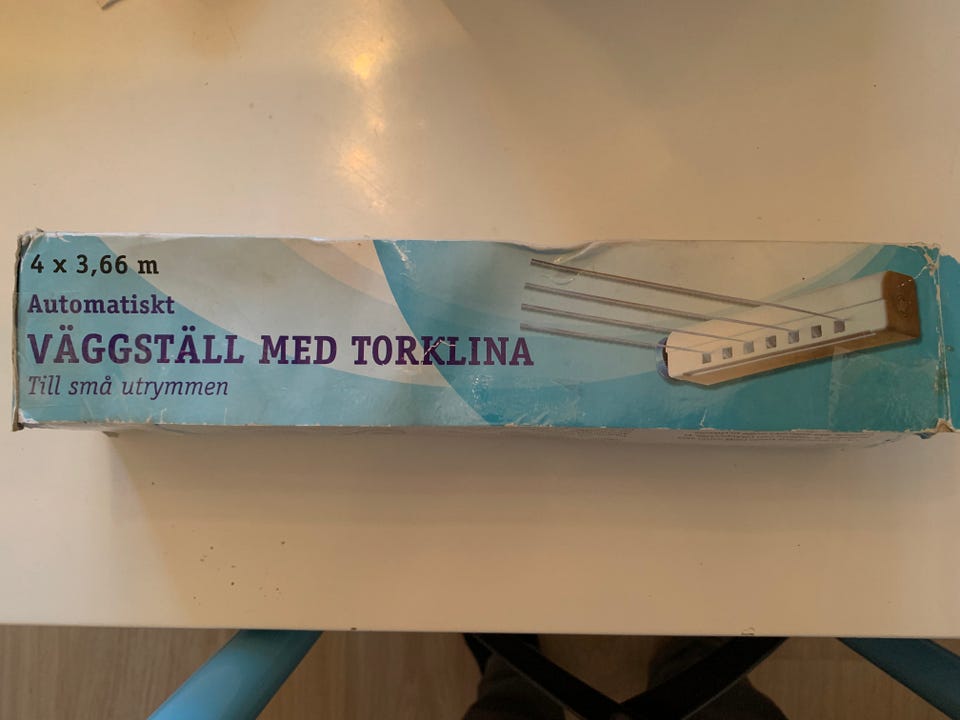 4 x 3,66 m
Automatiskt
VÄGGSTÄLL MED TORKLINA
Till små utrymmen